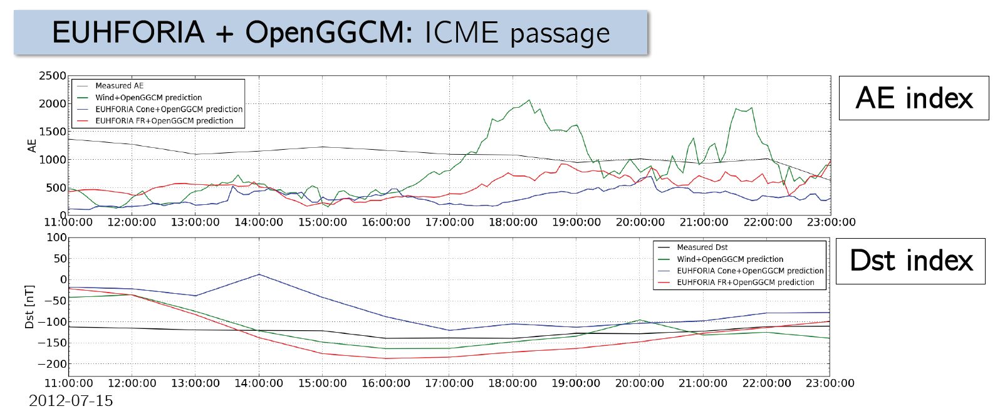 EUHFORIA + OpenGGCM: ICME passage
2500
2000
1500
1000
500
0
AE
Measured AE
Wind+OpenGGCM prediction
EUHFORIA Cone+OpenGGCM prediction
EUHFORIA FR+OpenGGCM prediction
AE index
11:00:00 12:00:00 13:00:00 14:00:00 15:00:00 16:00:00 17:00:00 18:00:00 19:00:00 20:00:00 21:00:00 22:00:00 23:00:00
100
50
0
−50
−100
−150
−200
Dst [nT]
Measured Dst
Wind+OpenGGCM prediction
EUHFORIA Cone+OpenGGCM prediction
EUHFORIA FR+OpenGGCM prediction
Dst index
11:00:00 12:00:00 13:00:00 14:00:00 15:00:00 16:00:00 17:00:00 18:00:00 19:00:00 20:00:00 21:00:00 22:00:00 23:00:00
2012-07-15